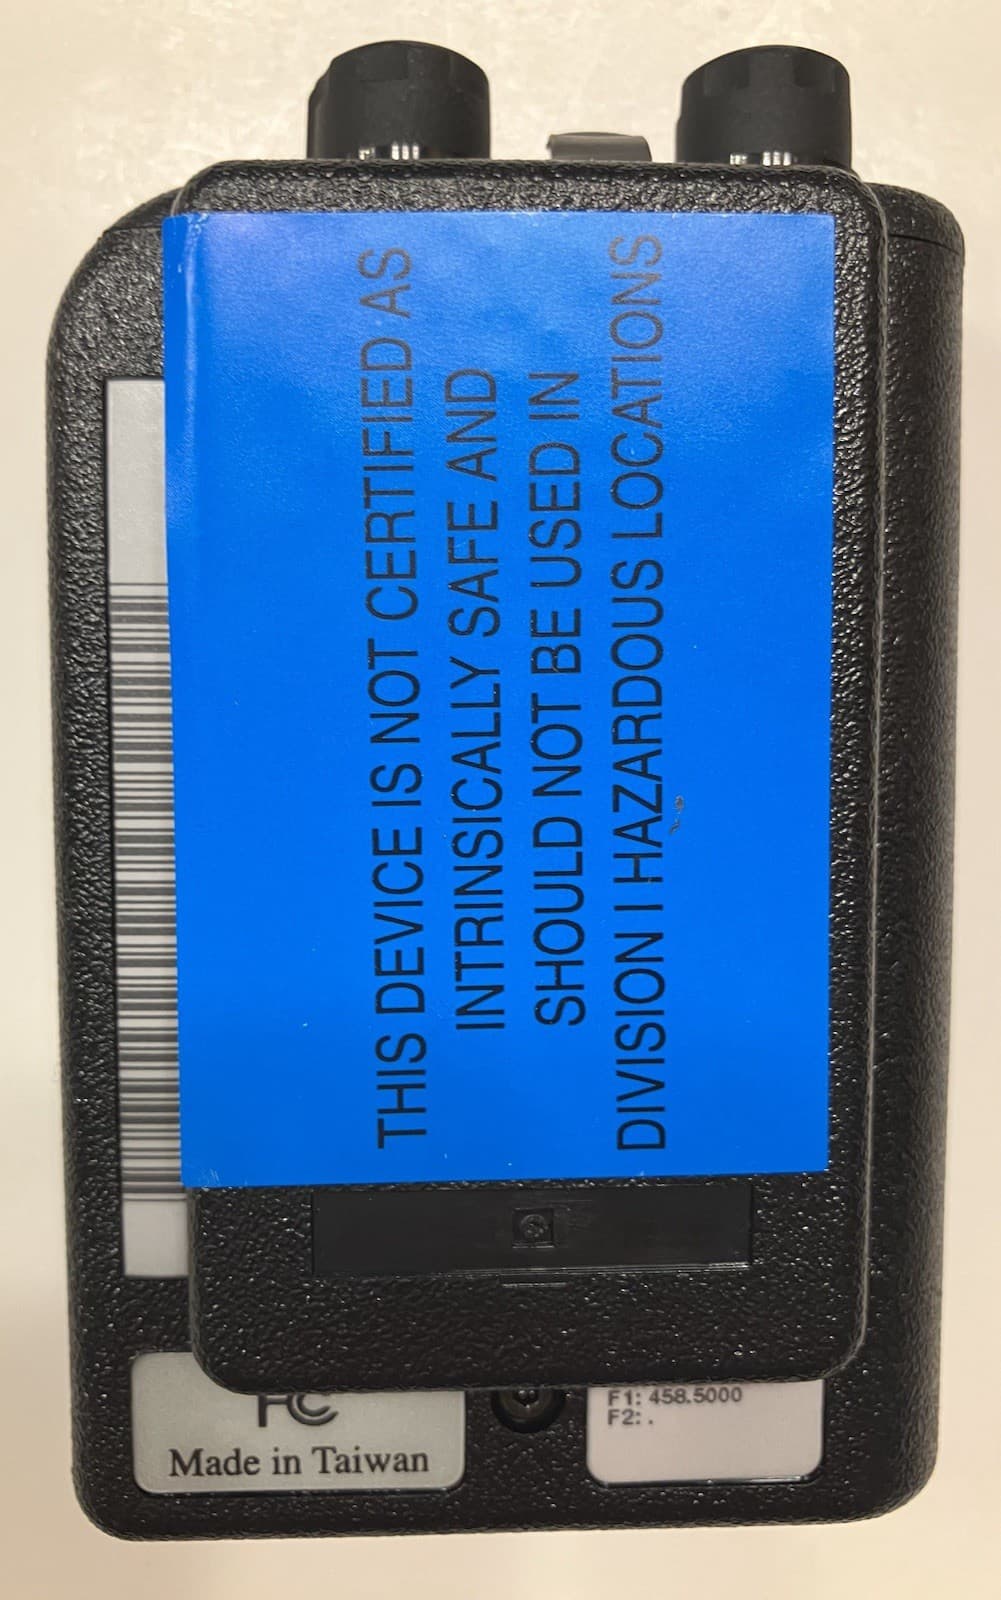 THIS DEVICE IS NOT CERTIFIED AS
INTRINSICALLY SAFE AND
SHOULD NOT BE USED IN
DIVISION I HAZARDOUS LOCATIONS
FC
Made in Taiwan
F1: 458.5000
F2: .